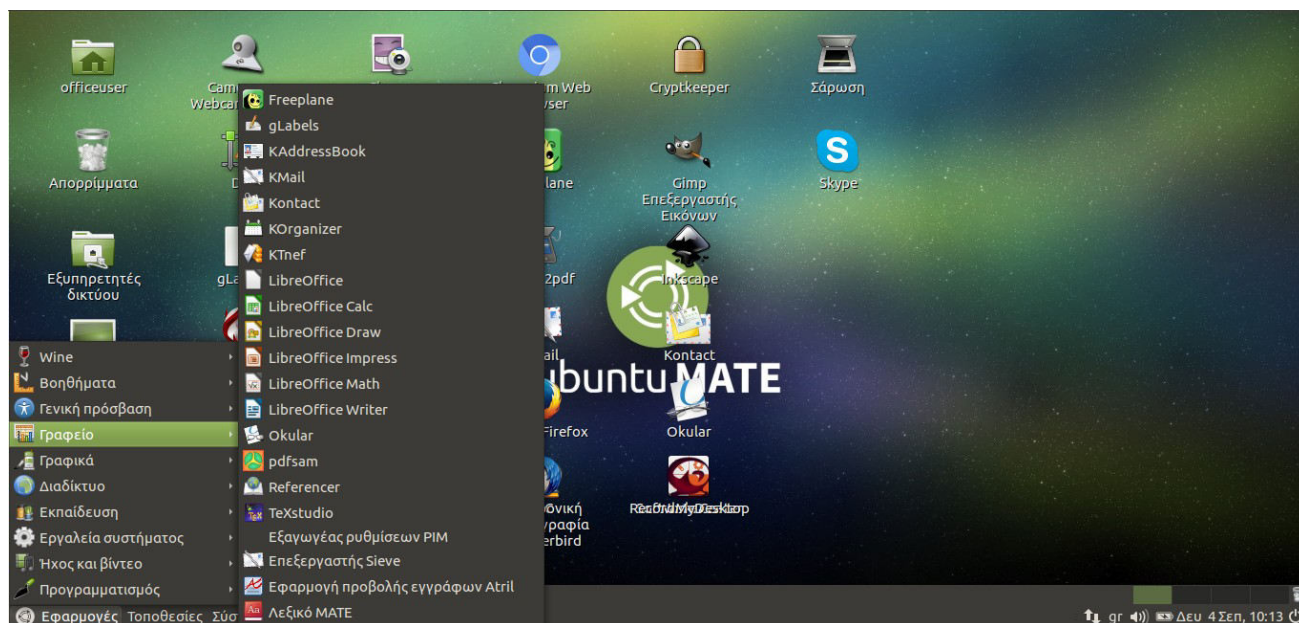 officeuser
Cryptkeeper
Σάρωση
Απορρίμματα
Gimp
Επεξεργαστής
Εικόνων
Skype
Εξυπηρετητές
δικτύου
Inkscape
Kontact
ubuntu MATE
Firefox
Okular
Freeplane
gLabels
KAddressBook
KMail
Kontact
KOrganizer
KTnef
LibreOffice
LibreOffice Calc
LibreOffice Draw
LibreOffice Impress
LibreOffice Math
LibreOffice Writer
Okular
pdfsam
Referencer
TeXstudio
Εξαγωγέας ρυθμίσεων PIM
Επεξεργαστής Sieve
Εφαρμογή προβολής εγγράφων Atril
Λεξικό MATE
Wine
Βοηθήματα
Γενική πρόσβαση
Γραφείο
Γραφικά
Διαδίκτυο
Εκπαίδευση
Εργαλεία συστήματος
Ήχος και βίντεο
Προγραμματισμός
Εφαρμογές Τοποθεσίες
gr Δευ 4 Σεπ, 10:13